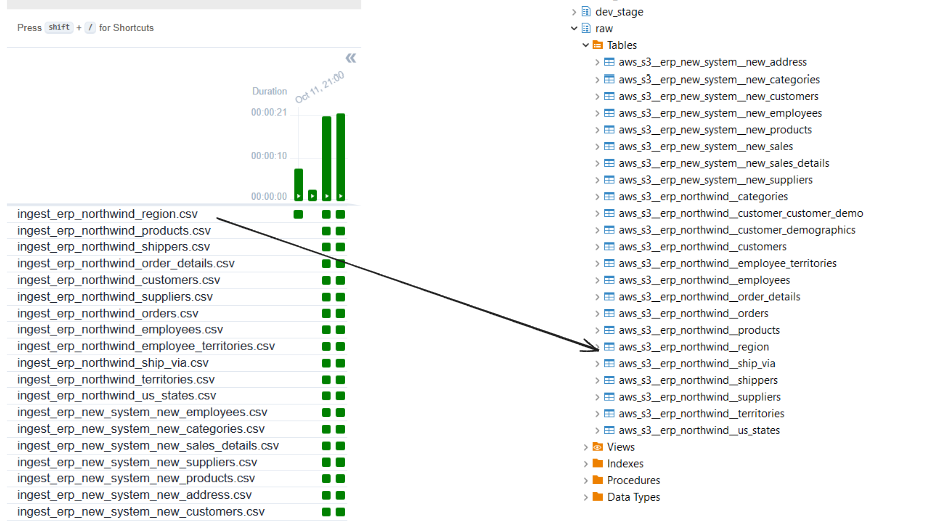 Press shift + / for Shortcuts
Duration
Oct 11, 21:00
00:00:21
00:00:10
00:00:00
ingest_erp_northwind_region.csv
ingest_erp_northwind_products.csv
ingest_erp_northwind_shippers.csv
ingest_erp_northwind_order_details.csv
ingest_erp_northwind_customers.csv
ingest_erp_northwind_suppliers.csv
ingest_erp_northwind_orders.csv
ingest_erp_northwind_employees.csv
ingest_erp_northwind_employee_territories.csv
ingest_erp_northwind_ship_via.csv
ingest_erp_northwind_territories.csv
ingest_erp_northwind_us_states.csv
ingest_erp_new_system_new_employees.csv
ingest_erp_new_system_new_categories.csv
ingest_erp_new_system_new_sales_details.csv
ingest_erp_new_system_new_suppliers.csv
ingest_erp_new_system_new_products.csv
ingest_erp_new_system_new_address.csv
ingest_erp_new_system_new_customers.csv
dev_stage
raw
Tables
aws_s3__erp_new_system__new_address
aws_s3__erp_new_system__new_categories
aws_s3__erp_new_system__new_customers
aws_s3__erp_new_system__new_employees
aws_s3__erp_new_system__new_products
aws_s3__erp_new_system__new_sales
aws_s3__erp_new_system__new_sales_details
aws_s3__erp_new_system__new_suppliers
aws_s3__erp_northwind__categories
aws_s3__erp_northwind__customer_customer_demo
aws_s3__erp_northwind__customer_demographics
aws_s3__erp_northwind__customers
aws_s3__erp_northwind__employee_territories
aws_s3__erp_northwind__employees
aws_s3__erp_northwind__order_details
aws_s3__erp_northwind__orders
aws_s3__erp_northwind__products
aws_s3__erp_northwind__region
aws_s3__erp_northwind__ship_via
aws_s3__erp_northwind__shippers
aws_s3__erp_northwind__suppliers
aws_s3__erp_northwind__territories
aws_s3__erp_northwind__us_states
Views
Indexes
Procedures
Data Types